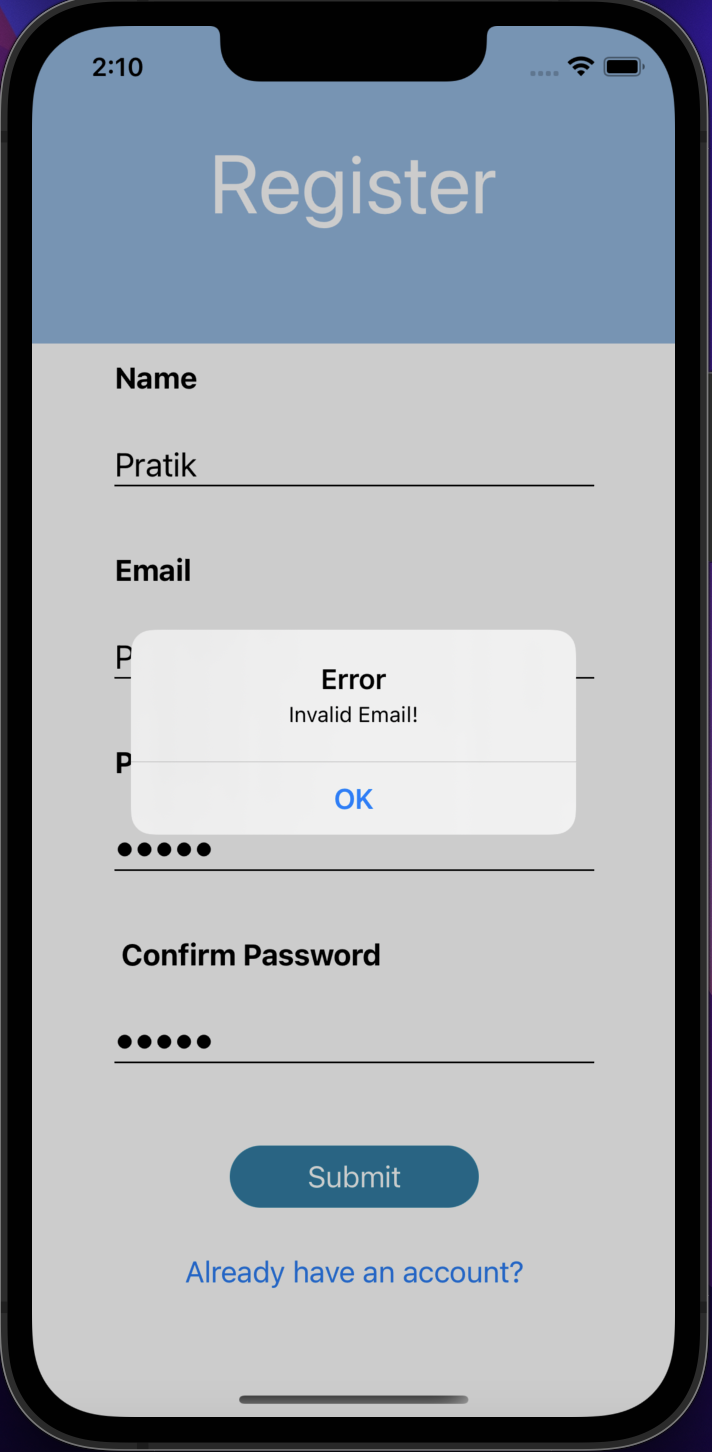 2:10
Register
Name
Pratik
Email
Error
Invalid Email!
OK
Confirm Password
Submit
Already have an account?